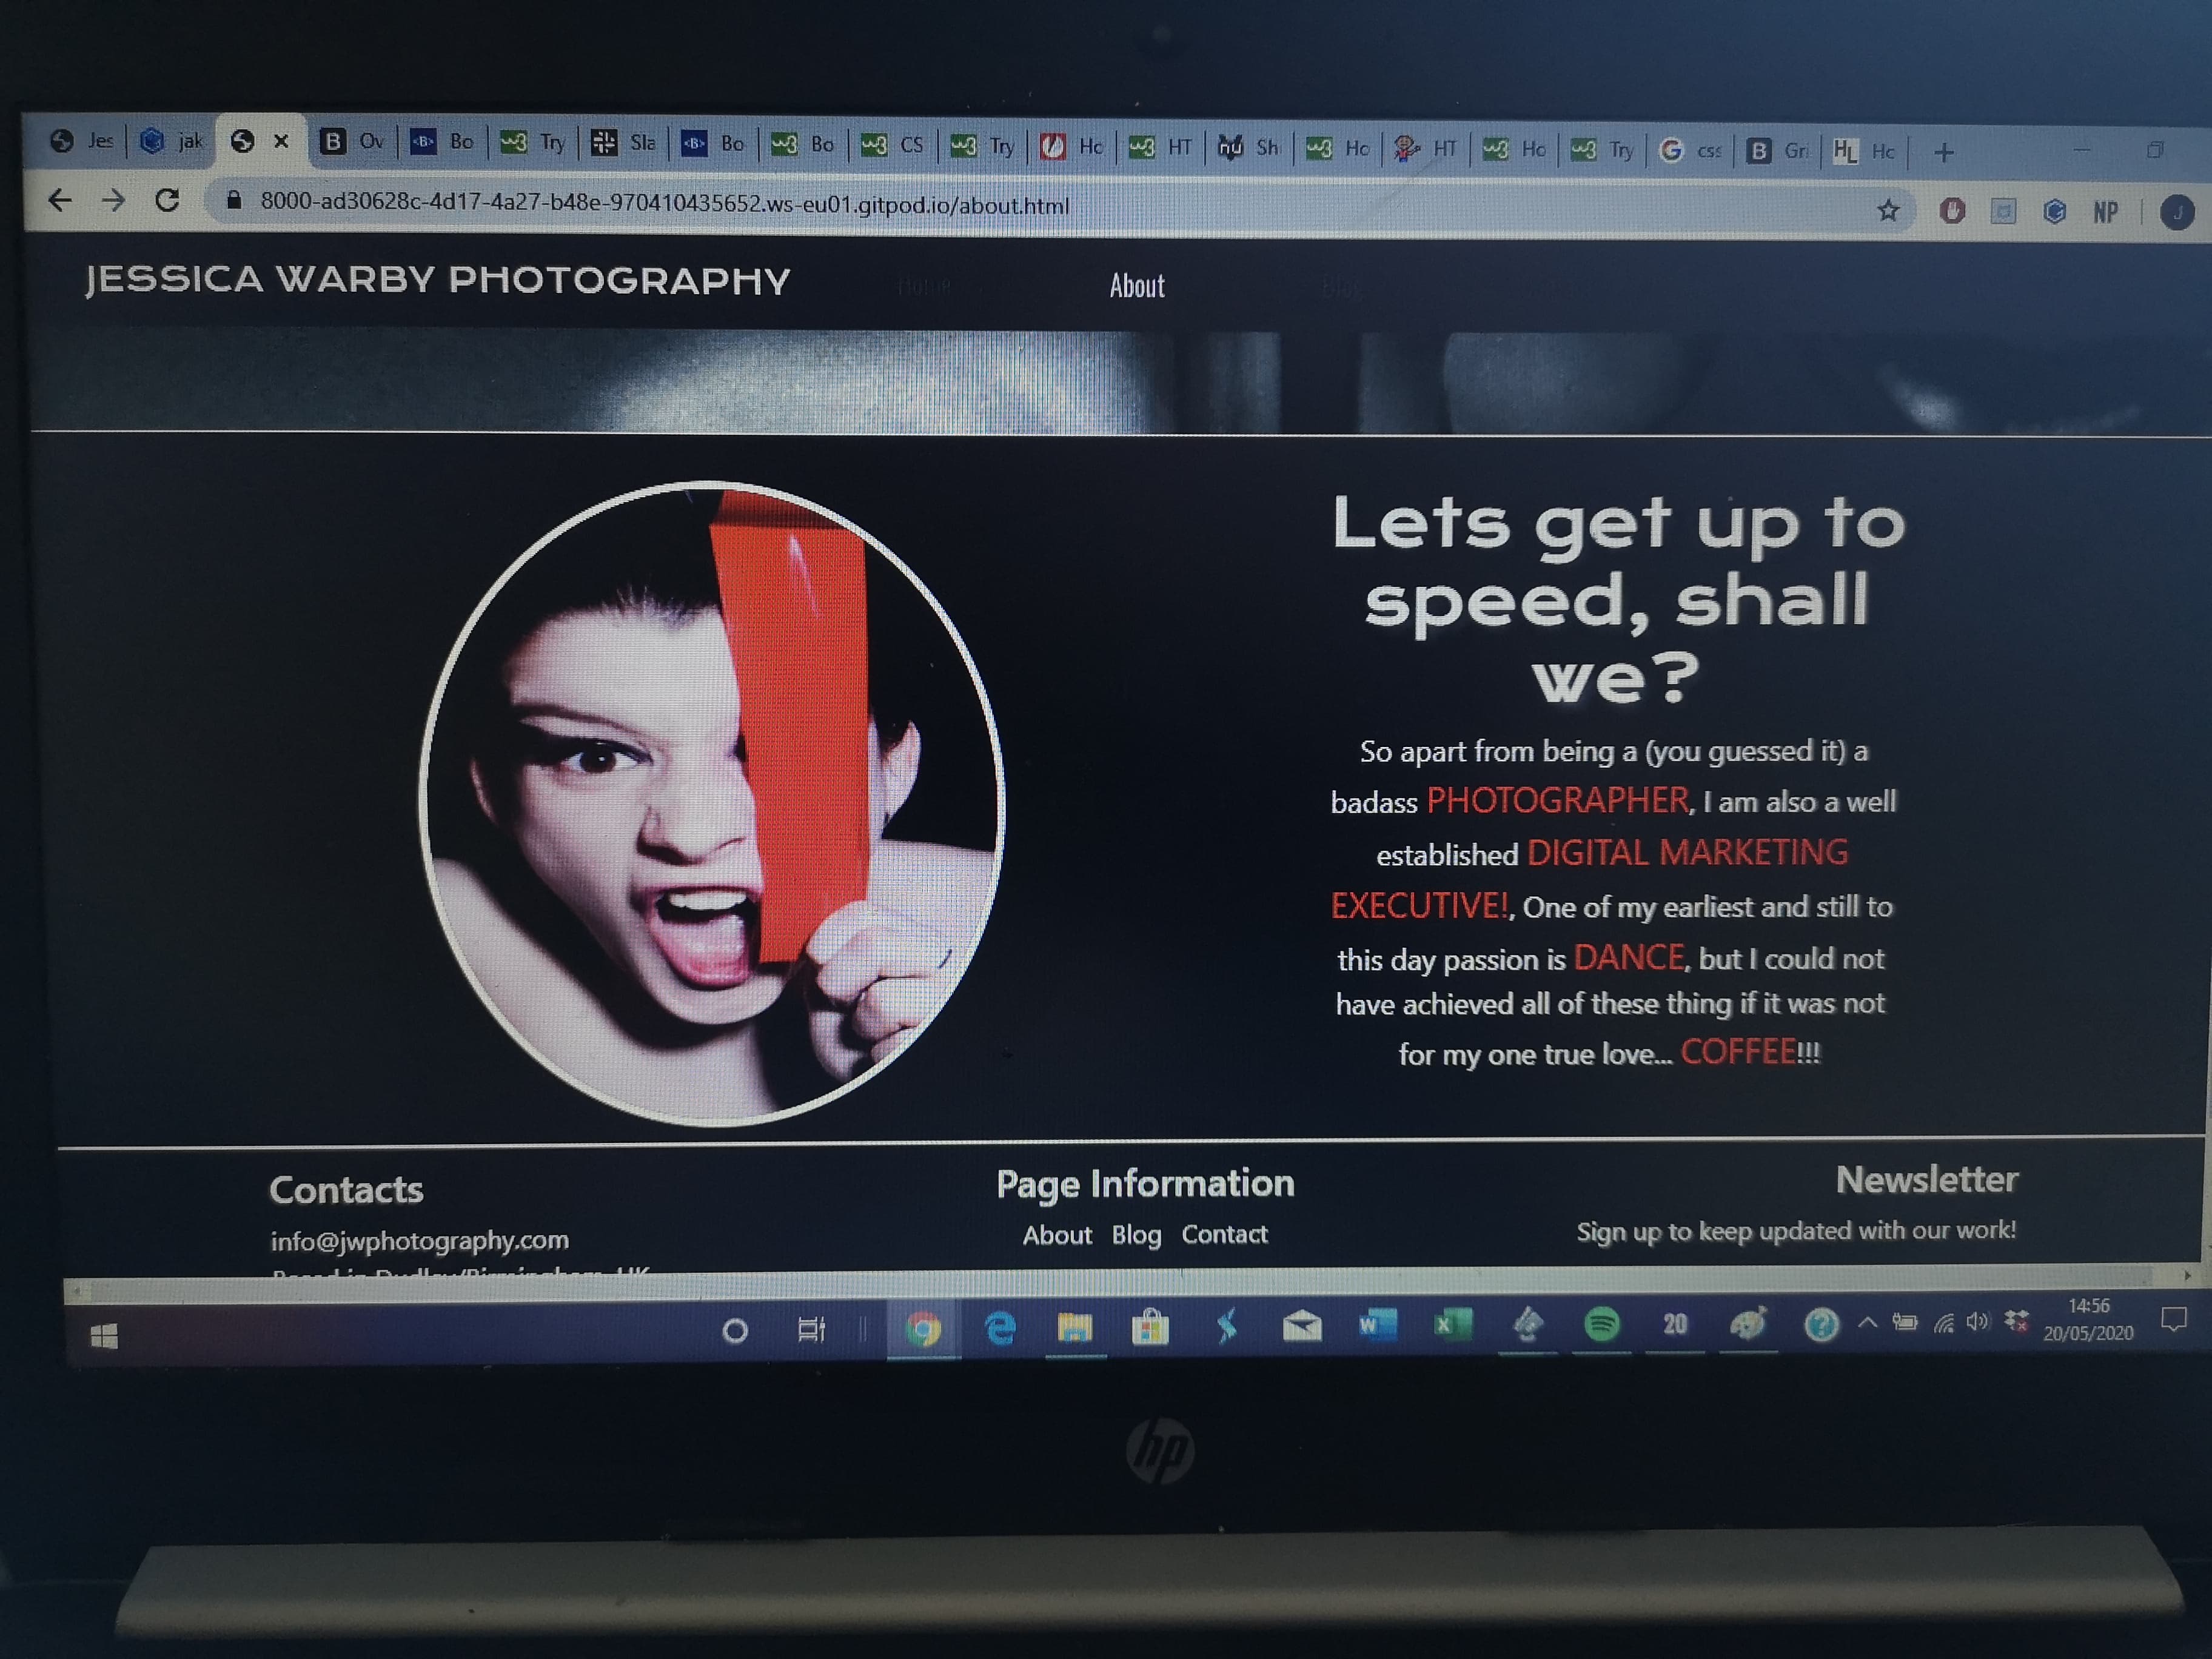 Jes jak Ov Bo Try Sla Bo Bo CS Try Ho HT Sh Ho HT Ho Try css Gri Hc
8000-ad30628c-4d17-4a27-b48e-970410435652.ws-eu01.gitpod.io/about.html
NP J
JESSICA WARBY PHOTOGRAPHY Home About Blog
Lets get up to
speed, shall
we?
So apart from being a (you guessed it) a
badass PHOTOGRAPHER, I am also a well
established DIGITAL MARKETING
EXECUTIVE!, One of my earliest and still to
this day passion is DANCE, but I could not
have achieved all of these thing if it was not
for my one true love... COFFEE!!!
Contacts
info@jwphotography.com
Based in Dudley/Birmingham, UK
Page Information
About Blog Contact
Newsletter
Sign up to keep updated with our work!
20
14:56
20/05/2020
hp